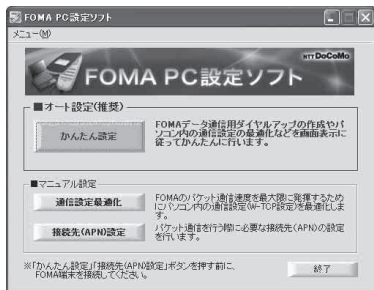 FOMA PC設定ソフト
メニュー(M)
NTT DoCoMo
FOMA PC設定ソフト
■オート設定(推奨)
かんたん設定
FOMAデータ通信用ダイヤルアップの作成やパ
ソコン内の通信設定の最適化などを画面表示に
従ってかんたんに行います。
■マニュアル設定
通信設定最適化
FOMAのパケット通信速度を最大限に発揮するため
にパソコン内の通信設定(W-TCP設定)を最適化しま
す。
接続先(APN)設定
パケット通信を行う際に必要な接続先(APN)の設定
を行います。
※「かんたん設定」「接続先(APN)設定」ボタンを押す前に、
FOMA端末を接続してください。
終了